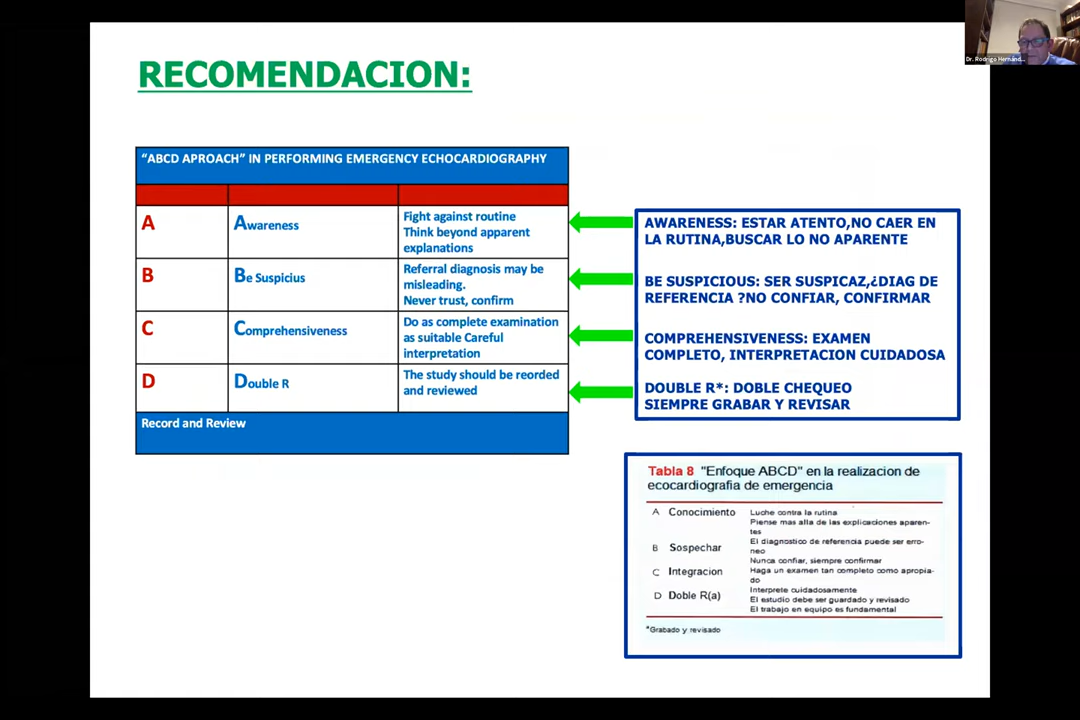 RECOMENDACION:
Dr. Rodrigo Hernánd...
“ABCD APROACH” IN PERFORMING EMERGENCY ECHOCARDIOGRAPHY
A
Awareness
Fight against routine
Think beyond apparent
explanations
B
Be Suspicius
Referral diagnosis may be
misleading.
Never trust, confirm
C
Comprehensiveness
Do as complete examination
as suitable Careful
interpretation
D
Double R
The study should be reorded
and reviewed
Record and Review
AWARENESS: ESTAR ATENTO,NO CAER EN
LA RUTINA,BUSCAR LO NO APARENTE
BE SUSPICIOUS: SER SUSPICAZ,¿DIAG DE
REFERENCIA ?NO CONFIAR, CONFIRMAR
COMPREHENSIVENESS: EXAMEN
COMPLETO, INTERPRETACION CUIDADOSA
DOUBLE R*: DOBLE CHEQUEO
SIEMPRE GRABAR Y REVISAR
Tabla 8 "Enfoque ABCD" en la realizacion de
ecocardiografia de emergencia
A Conocimiento Luche contra la rutina
Piense mas alla de las explicaciones aparen-
tes
B Sospechar El diagnostico de referencia puede ser erro-
neo
Nunca confiar, siempre confirmar
C Integracion Haga un examen tan completo como apropia-
do
Interprete cuidadosamente
D Doble R(a) El estudio debe ser guardado y revisado
El trabajo en equipo es fundamental
*Grabado y revisado